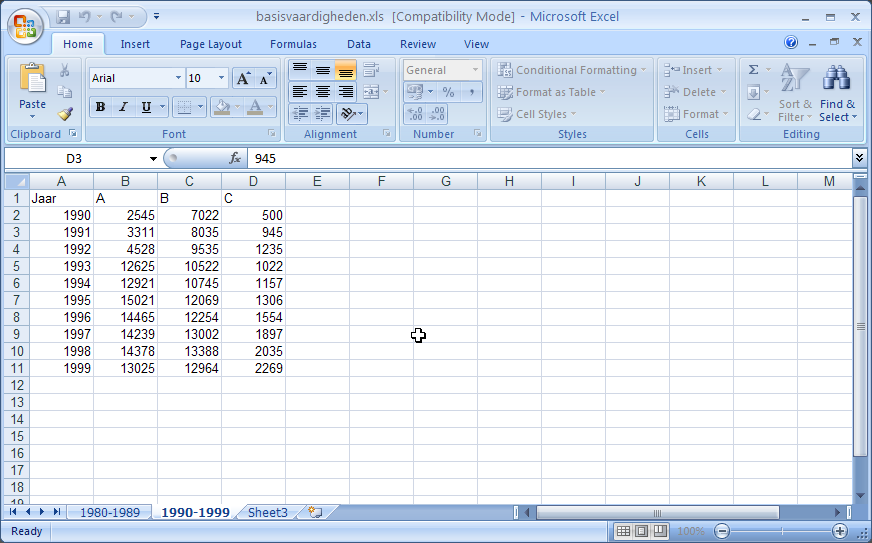 basisvaardigheden.xls [Compatibility Mode] - Microsoft Excel
Home Insert Page Layout Formulas Data Review View
Arial 10 General Conditional Formatting Insert Σ
Paste B I U % , Format as Table Delete Sort & Filter Find & Select
Cell Styles Format
Clipboard Font Alignment Number Styles Cells Editing
D3 fx 945
A B C D E F G H I J K L M
1 Jaar A B C
2 1990 2545 7022 500
3 1991 3311 8035 945
4 1992 4528 9535 1235
5 1993 12625 10522 1022
6 1994 12921 10745 1157
7 1995 15021 12069 1306
8 1996 14465 12254 1554
9 1997 14239 13002 1897
10 1998 14378 13388 2035
11 1999 13025 12964 2269
12
13
14
15
16
17
18
19
1980-1989 1990-1999 Sheet3
Ready 100%